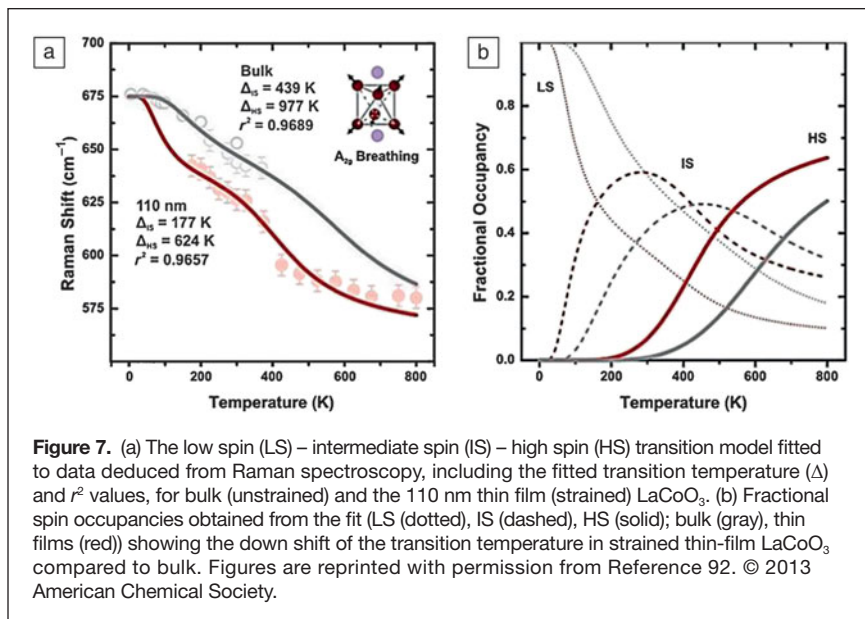 a
700
675
650
625
600
575
Raman Shift (cm⁻¹)
0 200 400 600 800
Temperature (K)
Bulk
Δ_IS = 439 K
Δ_HS = 977 K
r² = 0.9689
A₂g Breathing
110 nm
Δ_IS = 177 K
Δ_HS = 624 K
r² = 0.9657
b
0.8
0.6
0.4
0.2
0.0
Fractional Occupancy
0 200 400 600 800
Temperature (K)
LS
IS
HS
Figure 7. (a) The low spin (LS) – intermediate spin (IS) – high spin (HS) transition model fitted
to data deduced from Raman spectroscopy, including the fitted transition temperature (Δ)
and r² values, for bulk (unstrained) and the 110 nm thin film (strained) LaCoO₃. (b) Fractional
spin occupancies obtained from the fit (LS (dotted), IS (dashed), HS (solid); bulk (gray), thin
films (red)) showing the down shift of the transition temperature in strained thin-film LaCoO₃
compared to bulk. Figures are reprinted with permission from Reference 92. © 2013
American Chemical Society.